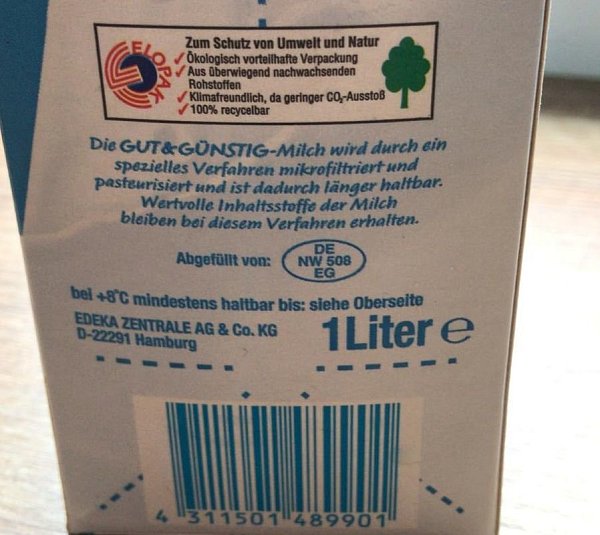 ELOPAK
Zum Schutz von Umwelt und Natur
✓ Ökologisch vorteilhafte Verpackung
✓ Aus überwiegend nachwachsenden
Rohstoffen
✓ Klimafreundlich, da geringer CO₂-Ausstoß
✓ 100% recycelbar
Die GUT&GÜNSTIG-Milch wird durch ein
spezielles Verfahren mikrofiltriert und
pasteurisiert und ist dadurch länger haltbar.
Wertvolle Inhaltsstoffe der Milch
bleiben bei diesem Verfahren erhalten.
Abgefüllt von:
DE
NW 508
EG
bei +8°C mindestens haltbar bis: siehe Oberseite
EDEKA ZENTRALE AG & Co. KG
D-22291 Hamburg
1Liter ℮
4 311501 489901